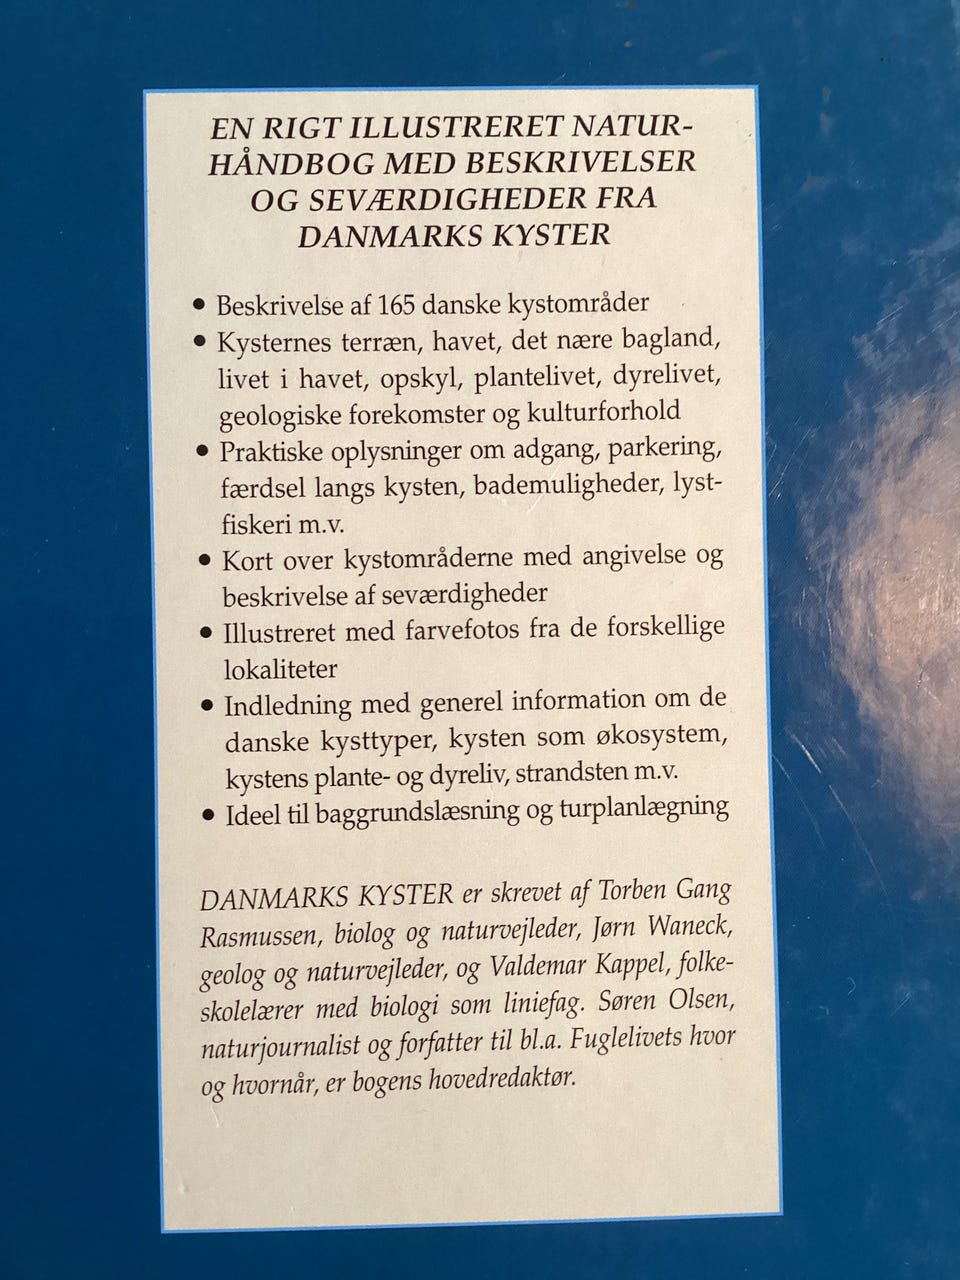 EN RIGT ILLUSTRERET NATUR-
HÅNDBOG MED BESKRIVELSER
OG SEVÆRDIGHEDER FRA
DANMARKS KYSTER
• Beskrivelse af 165 danske kystområder
• Kysternes terræn, havet, det nære bagland,
livet i havet, opskyl, plantelivet, dyrelivet,
geologiske forekomster og kulturforhold
• Praktiske oplysninger om adgang, parkering,
færdsel langs kysten, bademuligheder, lyst-
fiskeri m.v.
• Kort over kystområderne med angivelse og
beskrivelse af seværdigheder
• Illustreret med farvefotos fra de forskellige
lokaliteter
• Indledning med generel information om de
danske kysttyper, kysten som økosystem,
kystens plante- og dyreliv, strandsten m.v.
• Ideel til baggrundslæsning og turplanlægning
DANMARKS KYSTER er skrevet af Torben Gang
Rasmussen, biolog og naturvejleder, Jørn Waneck,
geolog og naturvejleder, og Valdemar Kappel, folke-
skolelærer med biologi som liniefag. Søren Olsen,
naturjournalist og forfatter til bl.a. Fuglelivets hvor
og hvornår, er bogens hovedredaktør.